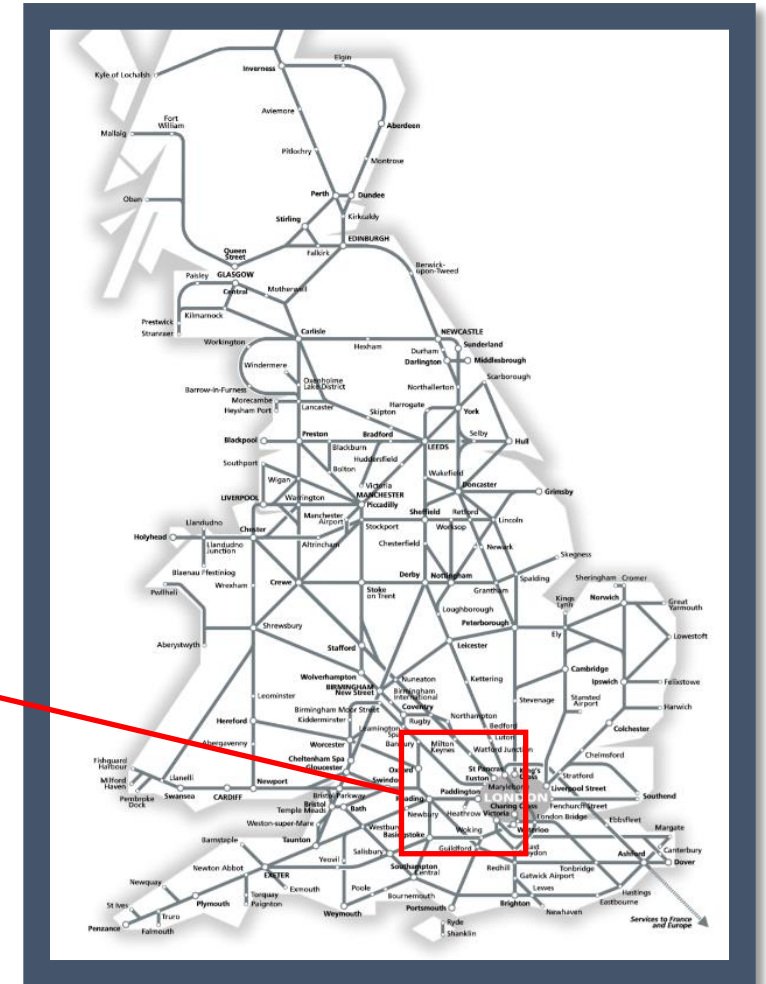 Elgin
Inverness
Kyle of Lochalsh
Aviemore
Fort
William
Mallaig
Aberdeen
Pitlochry
Montrose
Perth
Dundee
Oban
Stirling
Kirkcaldy
EDINBURGH
Queen
Street
Falkirk
GLASGOW
Central
Paisley
Motherwell
Berwick-
upon-Tweed
Prestwick
Stranraer
Kilmarnock
Carlisle
NEWCASTLE
Workington
Hexham
Durham
Sunderland
Darlington
Middlesbrough
Windermere
Oxenholme
Lake District
Scarborough
Barrow-in-Furness
Northallerton
Morecambe
Heysham Port
Lancaster
Harrogate
York
Skipton
Blackpool
Preston
Bradford
LEEDS
Selby
Hull
Blackburn
Huddersfield
Southport
Bolton
Wakefield
Wigan
Victoria
MANCHESTER
Piccadilly
Doncaster
Grimsby
LIVERPOOL
Warrington
Manchester
Airport
Stockport
Sheffield
Retford
Worksop
Lincoln
Llandudno
Holyhead
Chester
Llandudno
Junction
Altrincham
Chesterfield
Newark
Skegness
Blaenau Ffestiniog
Pwllheli
Wrexham
Crewe
Stoke
on Trent
Derby
Nottingham
Grantham
Spalding
Sheringham
Cromer
Kings
Lynn
Norwich
Great
Yarmouth
Loughborough
Peterborough
Ely
Lowestoft
Aberystwyth
Shrewsbury
Stafford
Leicester
Wolverhampton
BIRMINGHAM
New Street
Nuneaton
Birmingham
International
Kettering
Cambridge
Ipswich
Felixstowe
Leominster
Birmingham Moor Street
Kidderminster
Coventry
Rugby
Northampton
Stevenage
Stansted
Airport
Harwich
Hereford
Leamington
Spa
Bedford
Luton
Colchester
Abergavenny
Worcester
Banbury
Milton
Keynes
Watford Junction
Chelmsford
Fishguard
Harbour
Cheltenham Spa
Gloucester
Oxford
St Pancras
Euston
King's
Cross
Stratford
Milford
Haven
Llanelli
Newport
Swindon
Paddington
Marylebone
Liverpool Street
Pembroke
Dock
Swansea
CARDIFF
Bristol Parkway
Bristol
Temple Meads
Bath
Reading
LONDON
Charing Cross
Fenchurch Street
Southend
Weston-super-Mare
Newbury
Heathrow
Victoria
London Bridge
Ebbsfleet
Westbury
Basingstoke
Woking
Waterloo
Margate
Barnstaple
Taunton
Salisbury
Guildford
East
Croydon
Canterbury
Newton Abbot
Yeovil
Southampton
Central
Redhill
Tonbridge
Ashford
Dover
Newquay
EXETER
Exmouth
Gatwick Airport
Torquay
Paignton
Poole
Bournemouth
Lewes
Hastings
St Ives
Plymouth
Weymouth
Portsmouth
Brighton
Eastbourne
Newhaven
Truro
Penzance
Falmouth
Ryde
Shanklin
Services to France
and Europe